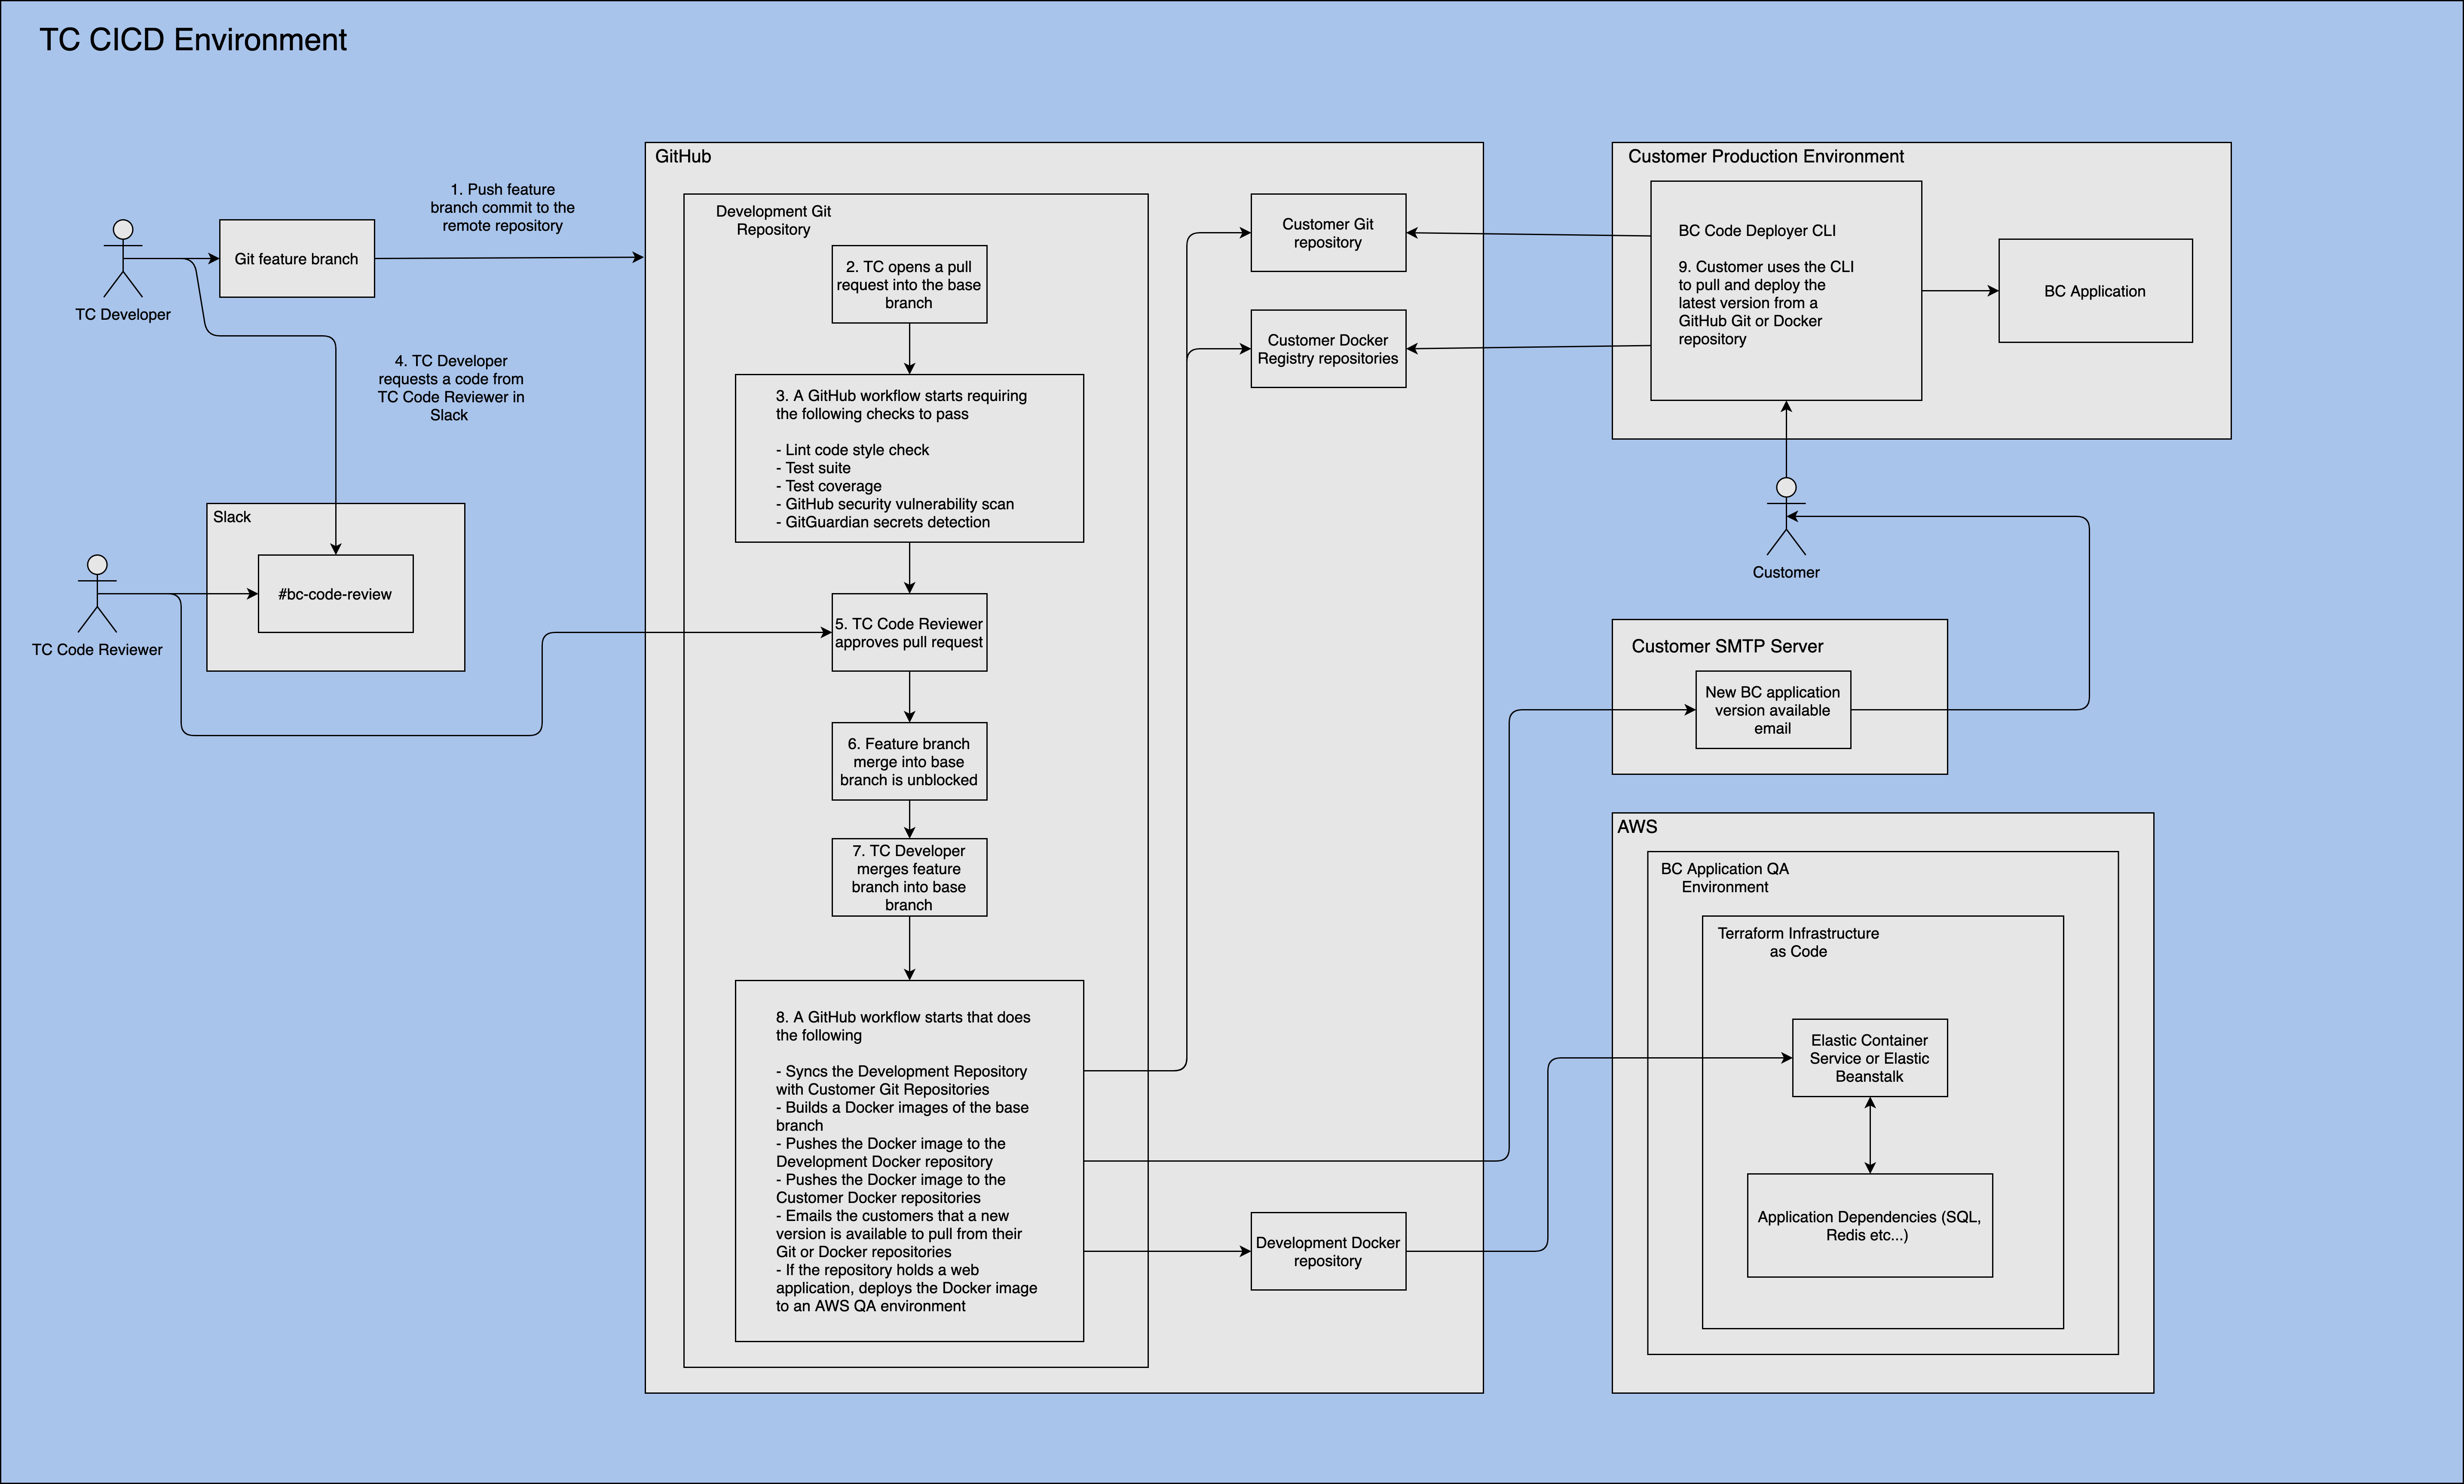 TC CICD Environment
1. Push feature
branch commit to the
remote repository
Git feature branch
TC Developer
4. TC Developer
requests a code from
TC Code Reviewer in
Slack
Slack
#bc-code-review
TC Code Reviewer
GitHub
Development Git
Repository
2. TC opens a pull
request into the base
branch
3. A GitHub workflow starts requiring
the following checks to pass
- Lint code style check
- Test suite
- Test coverage
- GitHub security vulnerability scan
- GitGuardian secrets detection
5. TC Code Reviewer
approves pull request
6. Feature branch
merge into base
branch is unblocked
7. TC Developer
merges feature
branch into base
branch
8. A GitHub workflow starts that does
the following
- Syncs the Development Repository
with Customer Git Repositories
- Builds a Docker images of the base
branch
- Pushes the Docker image to the
Development Docker repository
- Pushes the Docker image to the
Customer Docker repositories
- Emails the customers that a new
version is available to pull from their
Git or Docker repositories
- If the repository holds a web
application, deploys the Docker image
to an AWS QA environment
Customer Git
repository
Customer Docker
Registry repositories
Development Docker
repository
Customer Production Environment
BC Code Deployer CLI
9. Customer uses the CLI
to pull and deploy the
latest version from a
GitHub Git or Docker
repository
BC Application
Customer
Customer SMTP Server
New BC application
version available
email
AWS
BC Application QA
Environment
Terraform Infrastructure
as Code
Elastic Container
Service or Elastic
Beanstalk
Application Dependencies (SQL,
Redis etc...)